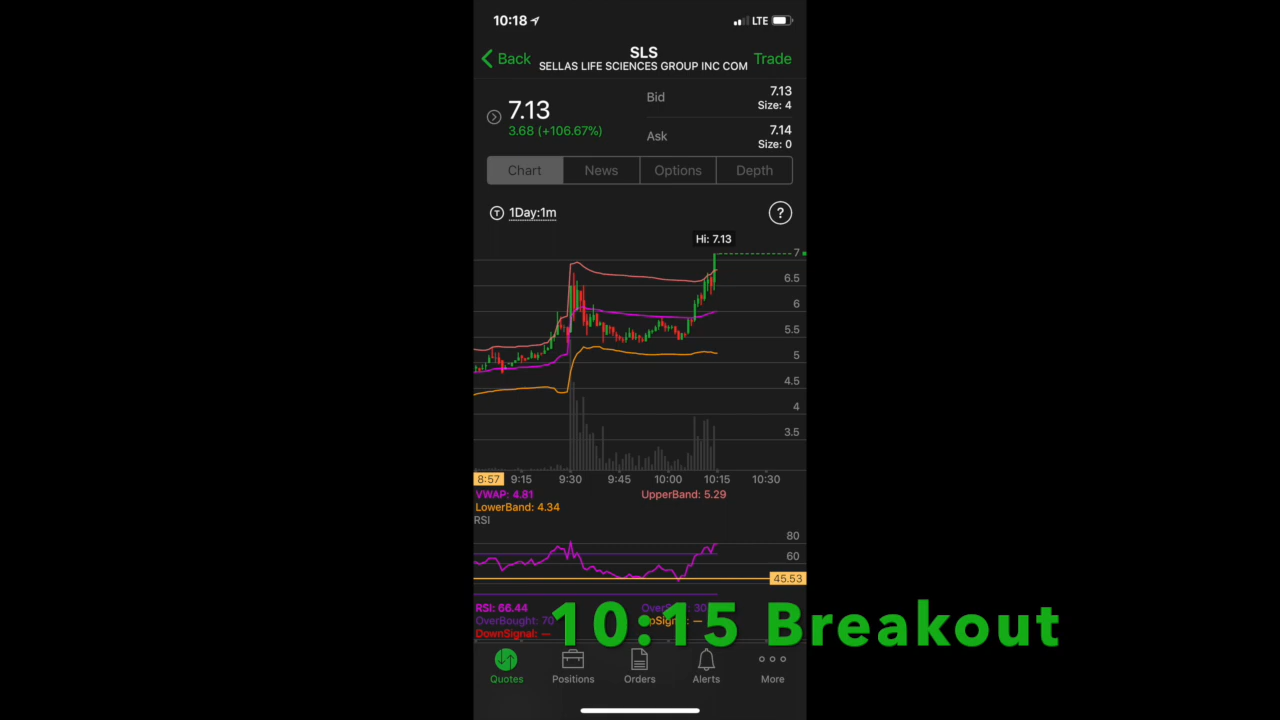 10:18
LTE
Back
SLS
SELLAS LIFE SCIENCES GROUP INC COM
Trade
7.13
3.68 (+106.67%)
Bid
7.13
Size: 4
Ask
7.14
Size: 0
Chart
News
Options
Depth
T
1Day:1m
?
Hi: 7.13
7
6.5
6
5.5
5
4.5
4
3.5
8:57
9:15
9:30
9:45
10:00
10:15
10:30
VWAP: 4.81
UpperBand: 5.29
LowerBand: 4.34
RSI
80
60
45.53
RSI: 66.44
30
OverBought: 70
DownSignal: —
10:15 Breakout
Quotes
Positions
Orders
Alerts
More